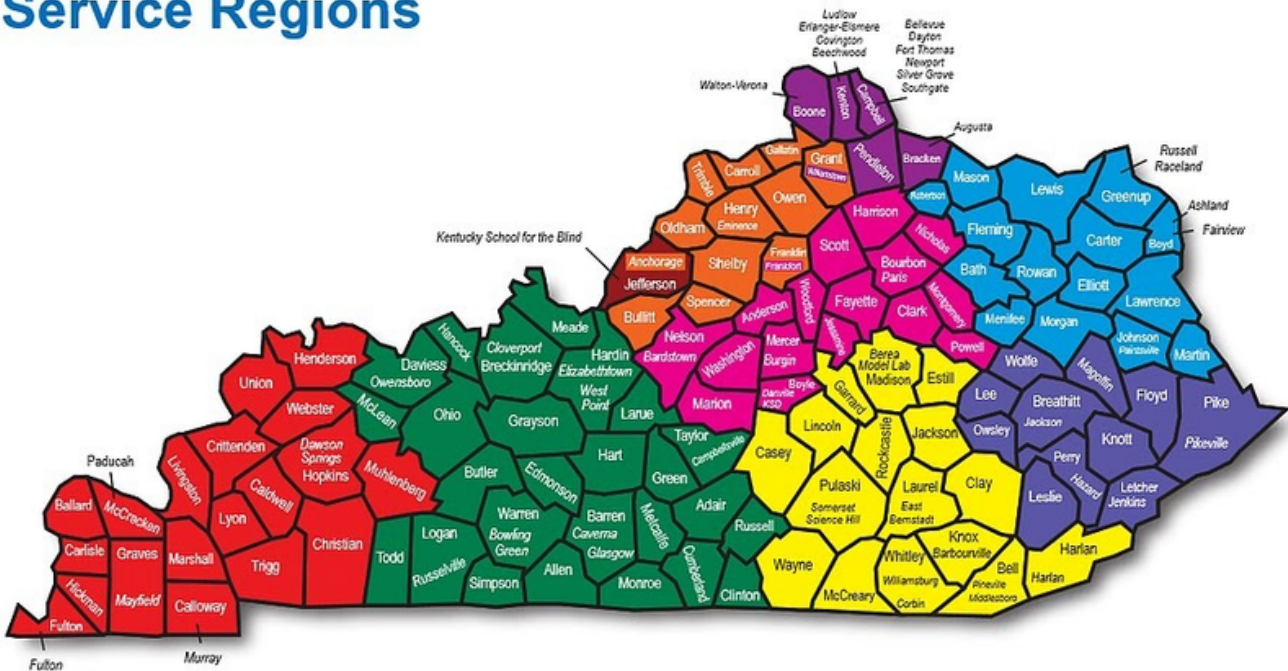 Service Regions
Ludlow
Erlanger-Elsmere
Covington
Beechwood
Bellevue
Dayton
Fort Thomas
Newport
Silver Grove
Southgate
Walton-Verona
Boone
Kenton
Campbell
Augusta
Pendleton
Bracken
Russell
Raceland
Gallatin
Grant
Williamstown
Carroll
Trimble
Owen
Henry
Eminence
Oldham
Mason
Lewis
Greenup
Robertson
Ashland
Fairview
Harrison
Fleming
Carter
Boyd
Nicholas
Kentucky School for the Blind
Anchorage
Jefferson
Shelby
Franklin
Frankfort
Scott
Bourbon
Paris
Bath
Rowan
Elliott
Lawrence
Bullitt
Spencer
Anderson
Woodford
Fayette
Clark
Montgomery
Menifee
Morgan
Johnson
Paintsville
Martin
Nelson
Bardstown
Washington
Mercer
Burgin
Jessamine
Powell
Marion
Boyle
Danville
KSD
Meade
Hancock
Cloverport
Breckinridge
Hardin
Elizabethtown
West
Point
Larue
Daviess
Owensboro
McLean
Ohio
Grayson
Henderson
Union
Webster
Berea
Model Lab
Madison
Estill
Garrard
Wolfe
Magoffin
Lee
Breathitt
Jackson
Floyd
Pike
Pikeville
Owsley
Knott
Perry
Hazard
Leslie
Letcher
Jenkins
Lincoln
Casey
Rockcastle
Jackson
Pulaski
Somerset
Science Hill
Laurel
East
Bernstadt
Clay
Taylor
Campbellsville
Hart
Green
Adair
Russell
Butler
Edmonson
Warren
Bowling
Green
Barren
Caverna
Glasgow
Metcalfe
Cumberland
Clinton
Monroe
Allen
Simpson
Logan
Russellville
Todd
Crittenden
Dawson
Springs
Hopkins
Muhlenberg
Livingston
Caldwell
Lyon
Christian
Trigg
Paducah
Ballard
McCracken
Carlisle
Graves
Mayfield
Marshall
Hickman
Calloway
Fulton
Fulton
Murray
Wayne
McCreary
Whitley
Williamsburg
Corbin
Knox
Barbourville
Bell
Pineville
Middlesboro
Harlan
Harlan